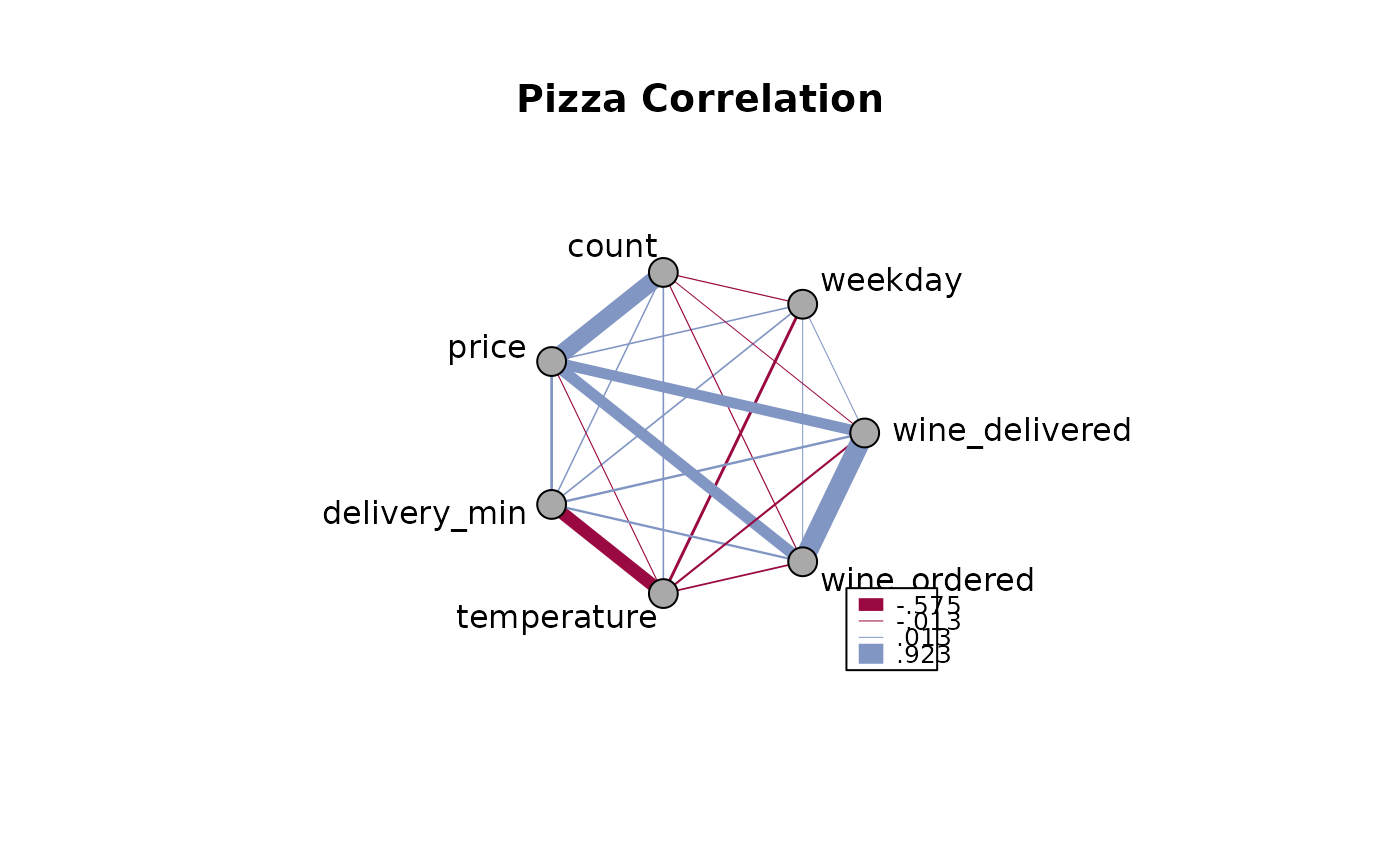 Pizza Correlation
count
weekday
price
wine_delivered
delivery_min
wine_ordered
temperature
-.575
-.013
.013
.923